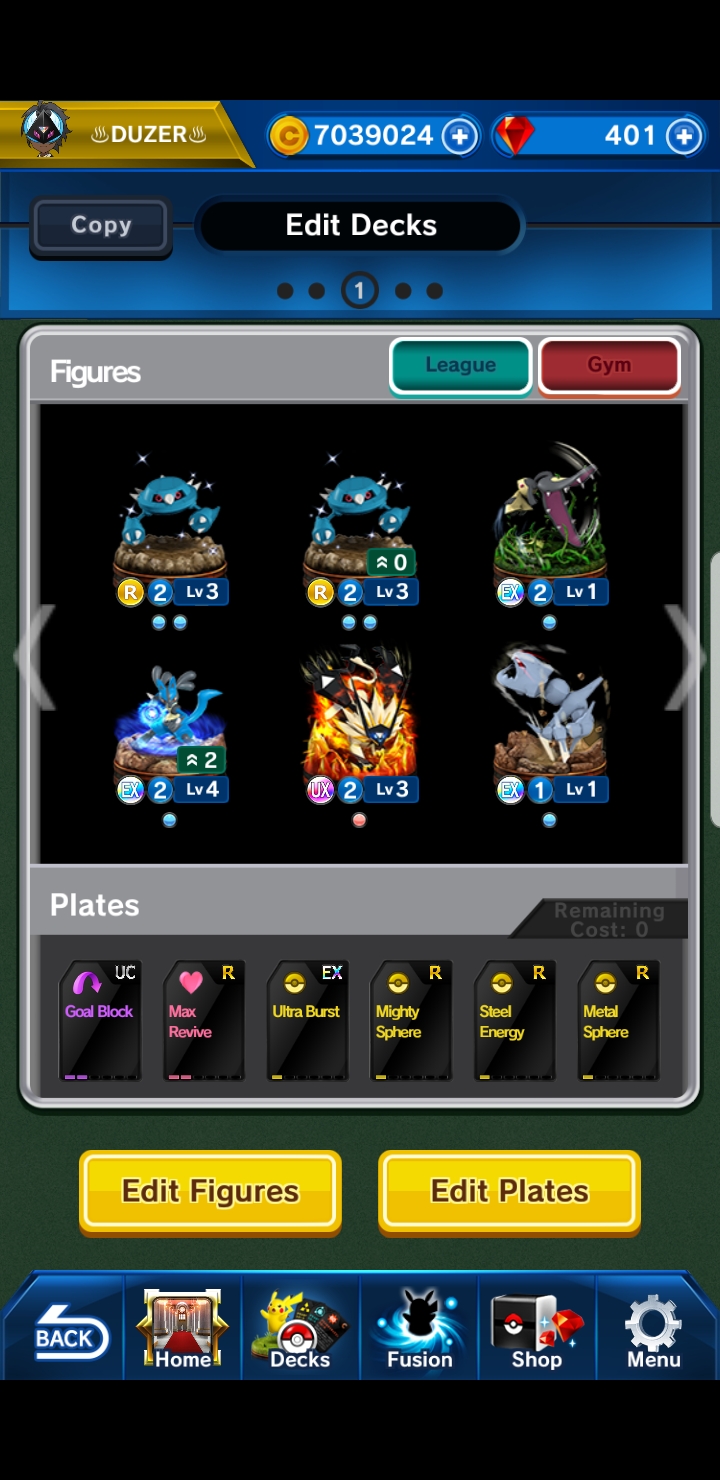 ♨DUZER♨
C 7039024
401
Copy
Edit Decks
1
Figures
League
Gym
0
R 2 Lv3
R 2 Lv3
EX 2 Lv1
2
EX 2 Lv4
UX 2 Lv3
EX 1 Lv1
Plates
Remaining
Cost: 0
UC
Goal Block
R
Max
Revive
EX
Ultra Burst
R
Mighty
Sphere
R
Steel
Energy
R
Metal
Sphere
Edit Figures
Edit Plates
BACK
Home
Decks
Fusion
Shop
Menu